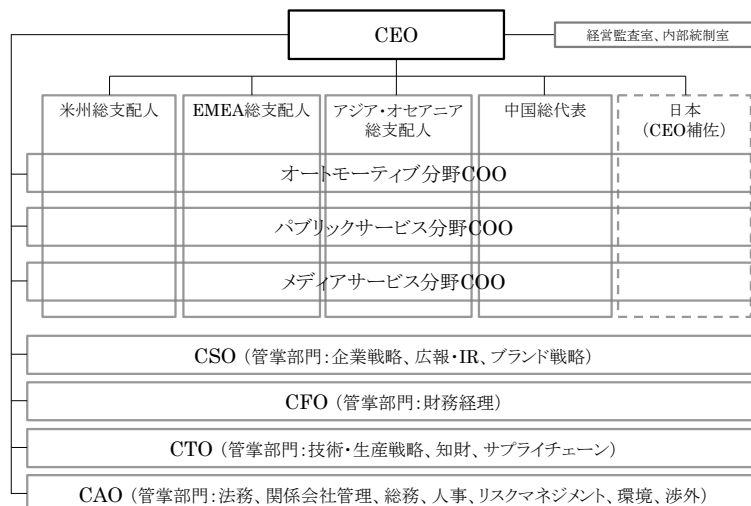 CEO
経営監査室、内部統制室
米州総支配人
EMEA総支配人
アジア・オセアニア
総支配人
中国総代表
日本
（CEO補佐）
オートモーティブ分野COO
パブリックサービス分野COO
メディアサービス分野COO
CSO（管掌部門：企業戦略、広報・IR、ブランド戦略）
CFO（管掌部門：財務経理）
CTO（管掌部門：技術・生産戦略、知財、サプライチェーン）
CAO（管掌部門：法務、関係会社管理、総務、人事、リスクマネジメント、環境、渉外）